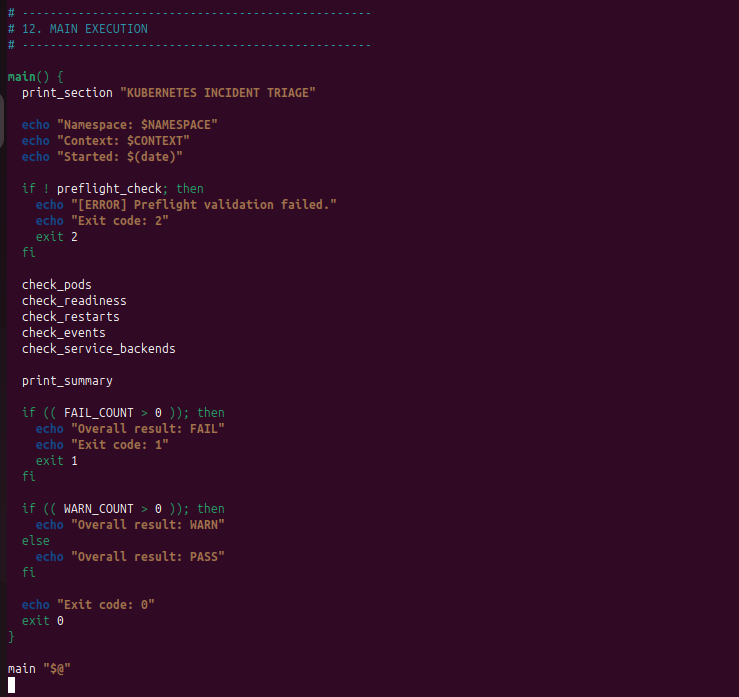 # --------------------------------------------------
# 12. MAIN EXECUTION
# --------------------------------------------------
main() {
  print_section "KUBERNETES INCIDENT TRIAGE"
  echo "Namespace: $NAMESPACE"
  echo "Context: $CONTEXT"
  echo "Started: $(date)"
  if ! preflight_check; then
    echo "[ERROR] Preflight validation failed."
    echo "Exit code: 2"
    exit 2
  fi
  check_pods
  check_readiness
  check_restarts
  check_events
  check_service_backends
  print_summary
  if (( FAIL_COUNT > 0 )); then
    echo "Overall result: FAIL"
    echo "Exit code: 1"
    exit 1
  fi
  if (( WARN_COUNT > 0 )); then
    echo "Overall result: WARN"
  else
    echo "Overall result: PASS"
  fi
  echo "Exit code: 0"
  exit 0
}
main "$@"